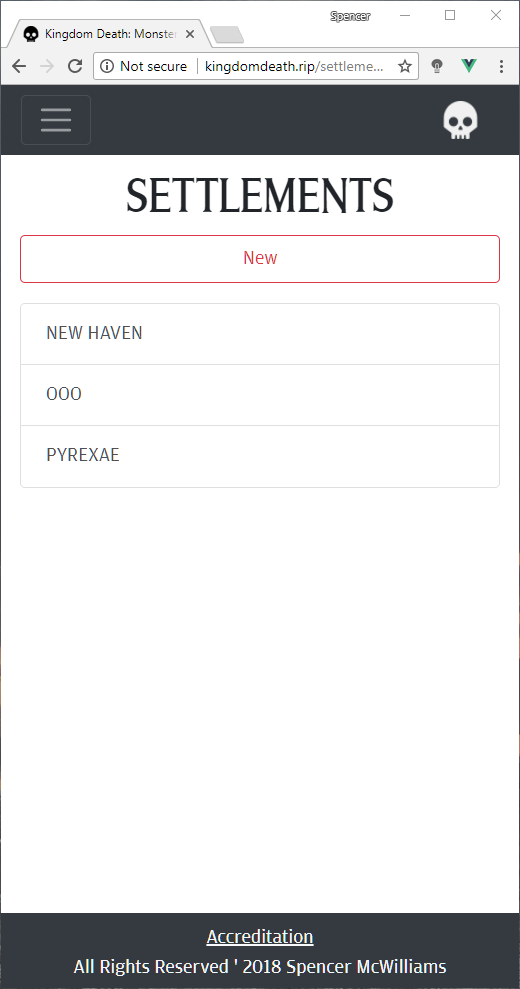 Spencer
Kingdom Death: Monster
Not secure kingdomdeath.rip/settleme...
SETTLEMENTS
New
NEW HAVEN
OOO
PYREXAE
Accreditation
All Rights Reserved ' 2018 Spencer McWilliams